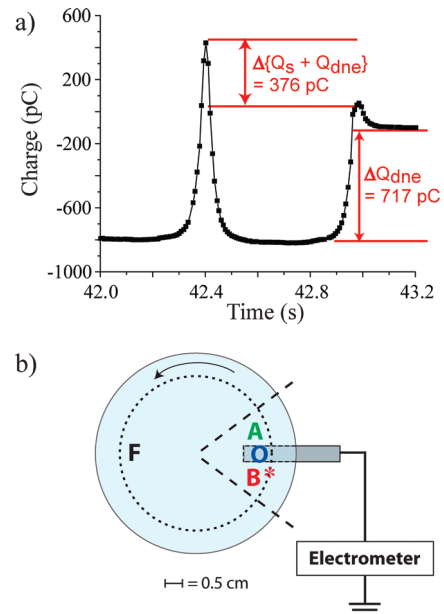 a)
600
200
-200
-600
-1000
Charge (pC)
Δ{Qs + Qdne}
= 376 pC
ΔQdne
= 717 pC
42.0 42.4 42.8 43.2
Time (s)
b)
A
F O
B*
Electrometer
= 0.5 cm